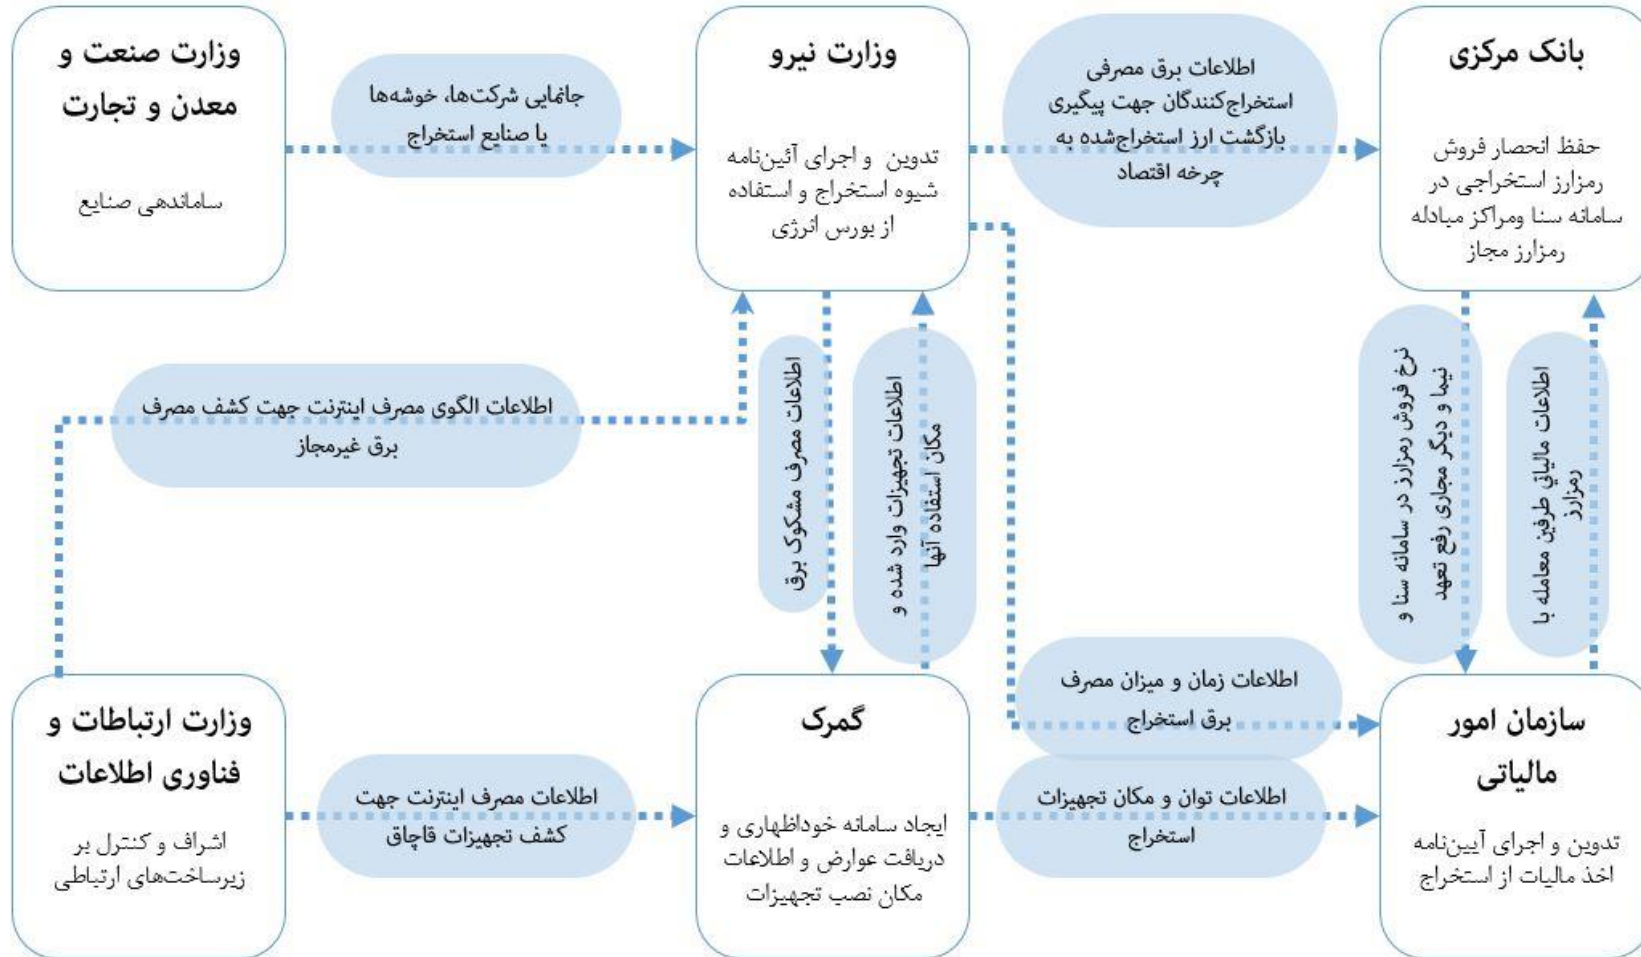 بانک مرکزی
حفظ انحصار فروش
رمزارز استخراجی در
سامانه سنا ومراکز مبادله
رمزارز مجاز
اطلاعات برق مصرفی
استخراج‌کنندگان جهت پیگیری
بازگشت ارز استخراج‌شده به
چرخه اقتصاد
وزارت نیرو
تدوین و اجرای آئین‌نامه
شیوه استخراج و استفاده
از بورس انرژی
جانمایی شرکت‌ها، خوشه‌ها
یا صنایع استخراج
وزارت صنعت و
معدن و تجارت
ساماندهی صنایع
اطلاعات مالیاتي طرفین معامله با
رمزارز
نرخ فروش رمزارز در سامانه سنا و
نیما و دیگر مجاری رفع تعهد
اطلاعات تجهیزات وارد شده و
مکان استفاده آنها
اطلاعات مصرف مشکوک برق
اطلاعات الگوی مصرف اینترنت جهت کشف مصرف
برق غیرمجاز
سازمان امور
مالیاتی
تدوین و اجرای آیین‌نامه
اخذ مالیات از استخراج
اطلاعات زمان و میزان مصرف
برق استخراج
اطلاعات توان و مکان تجهیزات
استخراج
گمرک
ایجاد سامانه خوداظهاری و
دریافت عوارض و اطلاعات
مکان نصب تجهیزات
اطلاعات مصرف اینترنت جهت
کشف تجهیزات قاچاق
وزارت ارتباطات و
فناوری اطلاعات
اشراف و کنترل بر
زیرساخت‌های ارتباطی